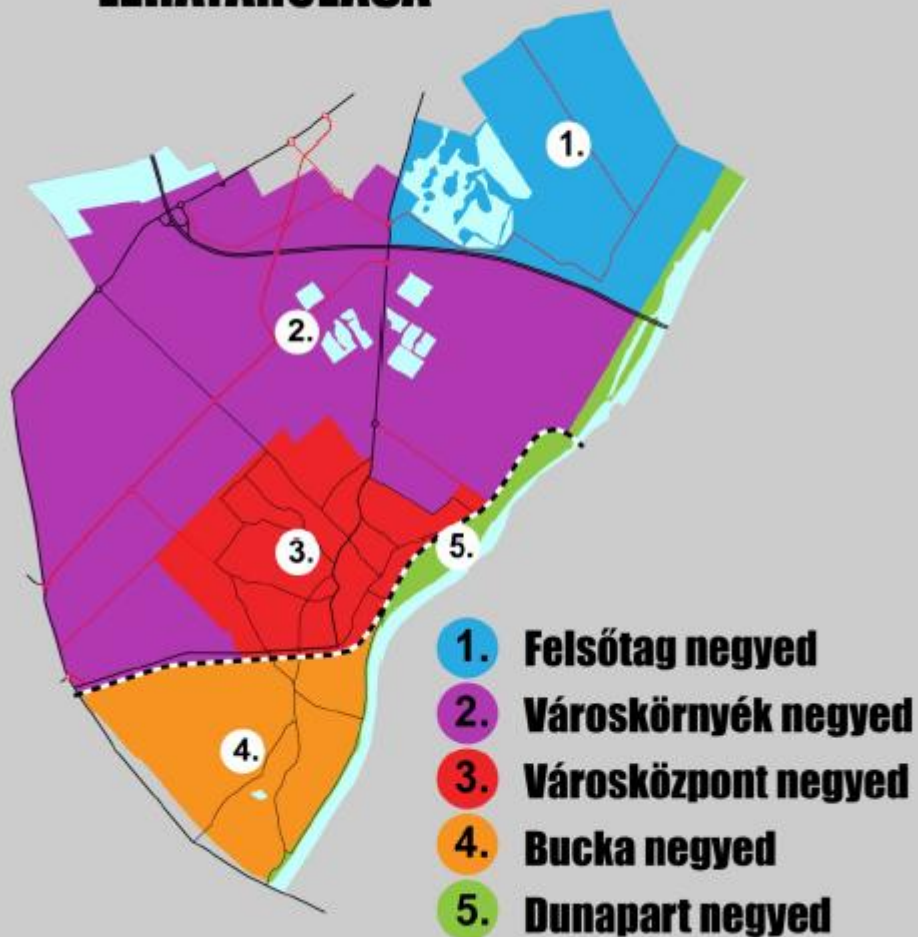 LEHATÁROLÁSA
1.
2.
3.
5.
4.
1. Felsőtag negyed
2. Városkörnyék negyed
3. Városközpont negyed
4. Bucka negyed
5. Dunapart negyed